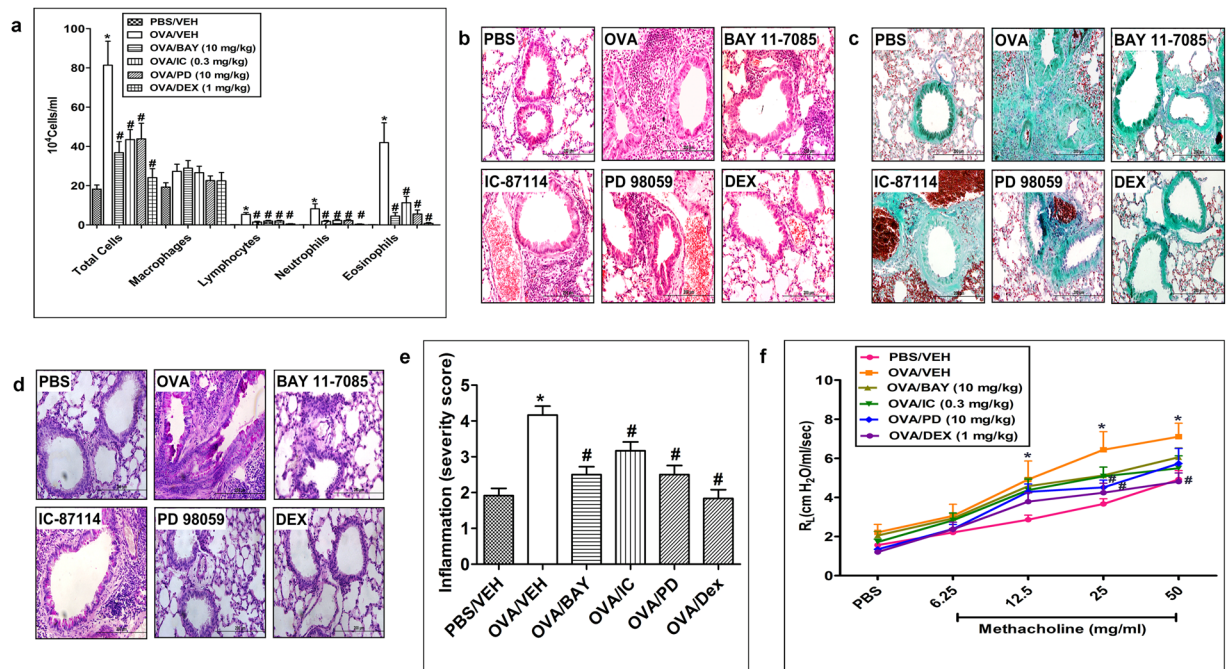 a
PBS/VEH
OVA/VEH
OVA/BAY (10 mg/kg)
OVA/IC (0.3 mg/kg)
OVA/PD (10 mg/kg)
OVA/DEX (1 mg/kg)
10⁴Cells/ml
100
80
60
40
20
0
*
# # # #
* # # # #
* # # # #
* # # # #
Total Cells
Macrophages
Lymphocytes
Neutrophils
Eosinophils
b
PBS
OVA
BAY 11-7085
IC-87114
PD 98059
DEX
c
PBS
OVA
BAY 11-7085
IC-87114
PD 98059
DEX
d
PBS
OVA
BAY 11-7085
IC-87114
PD 98059
DEX
e
Inflammation (severity score)
5
4
3
2
1
0
*
# # # #
PBS/VEH
OVA/VEH
OVA/BAY
OVA/IC
OVA/PD
OVA/Dex
f
PBS/VEH
OVA/VEH
OVA/BAY (10 mg/kg)
OVA/IC (0.3 mg/kg)
OVA/PD (10 mg/kg)
OVA/DEX (1 mg/kg)
R_L(cm H₂O/ml/sec)
10
8
6
4
2
0
* * *
# # #
PBS
6.25
12.5
25
50
Methacholine (mg/ml)